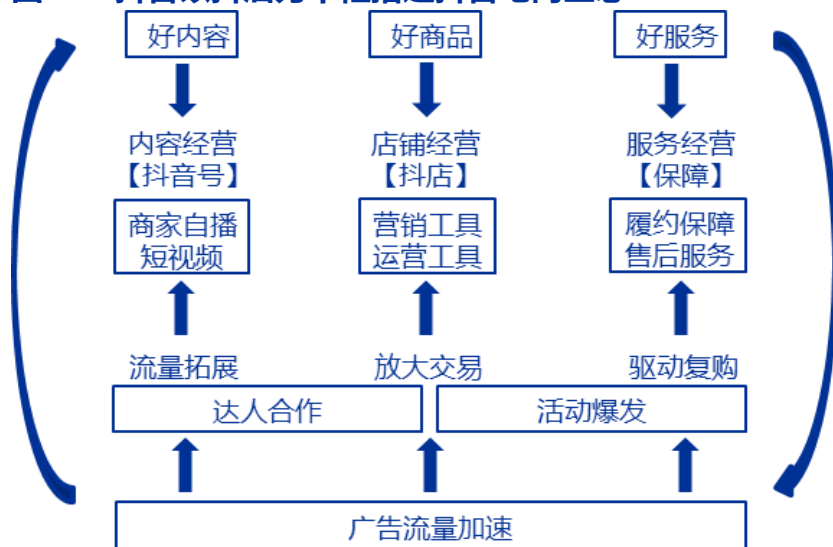 好内容 好商品 好服务
内容经营 店铺经营 服务经营
【抖音号】 【抖店】 【保障】
商家自播 营销工具 履约保障
短视频 运营工具 售后服务
流量拓展 放大交易 驱动复购
达人合作 活动爆发
广告流量加速